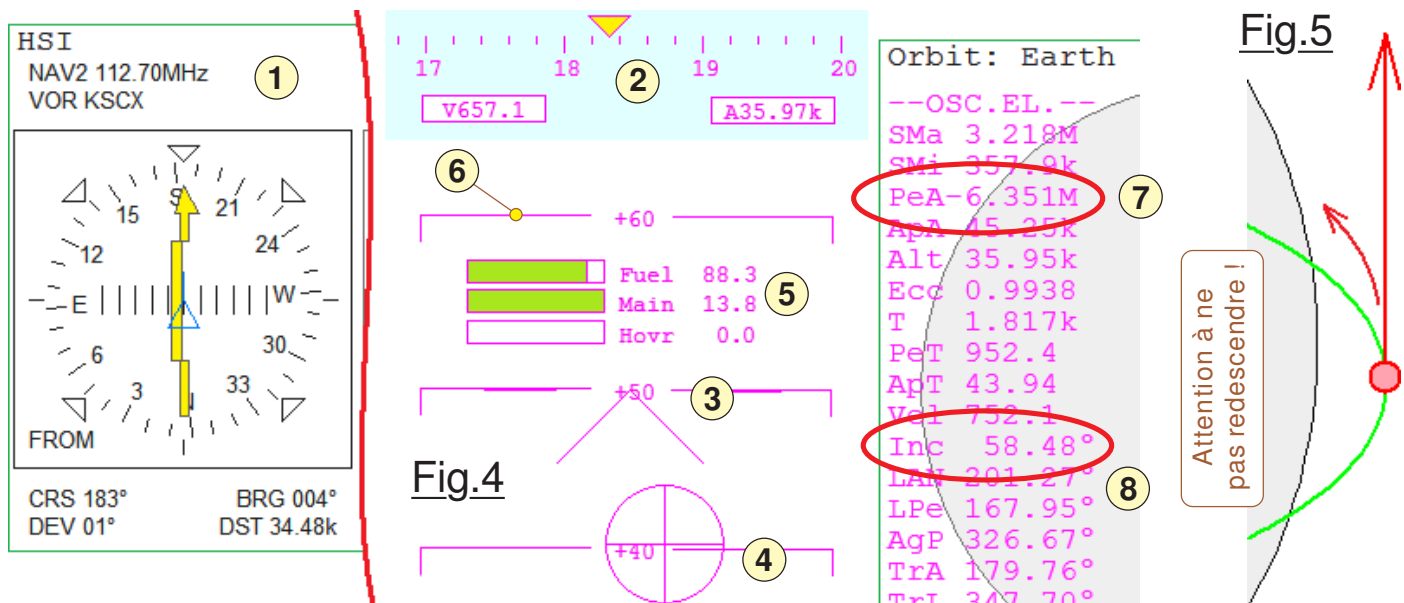 HSI
NAV2 112.70MHz
VOR KSCX
1
S
21
24
W
30
33
N
3
6
E
12
15
FROM
CRS 183°
BRG 004°
DEV 01°
DST 34.48k
17
18
19
20
2
V657.1
A35.97k
6
+60
Fuel 88.3
Main 13.8
Hovr 0.0
5
+50
3
Fig.4
+40
4
Orbit: Earth
--OSC.EL.--
SMa 3.218M
SMi 357.9k
PeA-6.351M
7
ApA 45.25k
Alt 35.95k
Ecc 0.9938
T 1.817k
PeT 952.4
ApT 43.94
Vel 752.1
Inc 58.48°
LAN 201.27°
8
LPe 167.95°
AgP 326.67°
TrA 179.76°
TrL 347.70°
Fig.5
Attention à ne
pas redescendre !